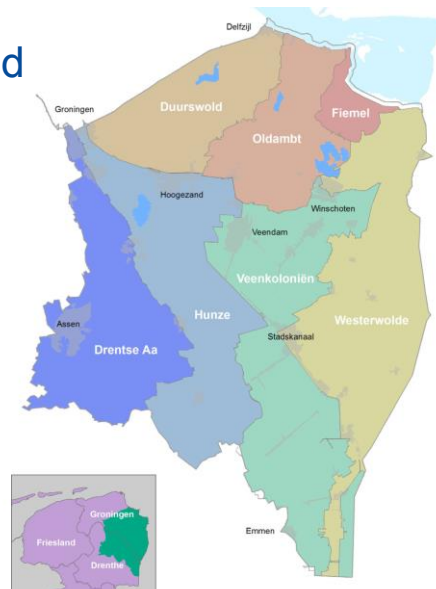 d
Delfzijl
Groningen
Duurswold
Fiemel
Oldambt
Hoogezand
Winschoten
Veendam
Veenkoloniën
Westerwolde
Hunze
Assen
Stadskanaal
Drentse Aa
Emmen
Groningen
Friesland
Drenthe